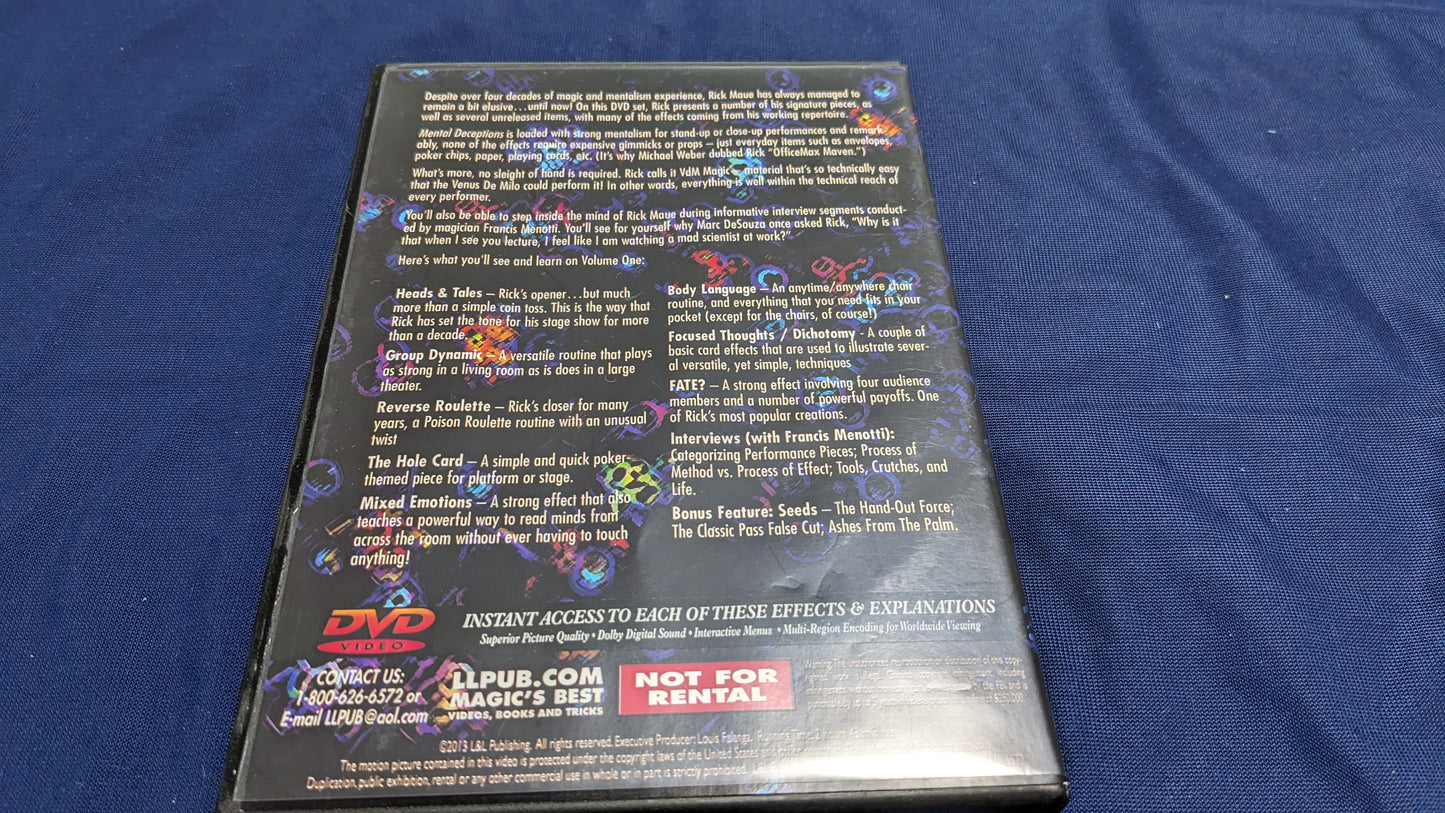 Despite over four decades of magic and mentalism experience, Rick Maue has always managed to
remain a bit elusive...until now! On this DVD set, Rick presents a number of his signature pieces, as
well as several unreleased items, with many of the effects coming from his working repertoire.
Mental Deceptions is loaded with strong mentalism for stand-up or close-up performances and remark-
ably, none of the effects require expensive gimmicks or props – just everyday items such as envelopes,
poker chips, paper, playing cards, etc. (It's why Michael Weber dubbed Rick "OfficeMax Maven.")
What's more, no sleight of hand is required. Rick calls it VdM Magic – material that's so technically easy
that the Venus De Milo could perform it! In other words, everything is well within the technical reach of
every performer.
You'll also be able to step inside the mind of Rick Maue during informative interview segments conduct-
ed by magician Francis Menotti. You'll see for yourself why Marc DeSouza once asked Rick, "Why is it
that when I see you lecture, I feel like I am watching a mad scientist at work?"
Here's what you'll see and learn on Volume One:
Heads & Tales – Rick's opener...but much
more than a simple coin toss. This is the way that
Rick has set the tone for his stage show for more
than a decade.
Group Dynamic – A versatile routine that plays
as strong in a living room as is does in a large
theater.
Reverse Roulette – Rick's closer for many
years, a Poison Roulette routine with an unusual
twist
The Hole Card – A simple and quick poker-
themed piece for platform or stage.
Mixed Emotions – A strong effect that also
teaches a powerful way to read minds from
across the room without ever having to touch
anything!
Body Language – An anytime/anywhere chair
routine, and everything that you need fits in your
pocket (except for the chairs, of course!)
Focused Thoughts / Dichotomy - A couple of
basic card effects that are used to illustrate sever-
al versatile, yet simple, techniques
FATE? – A strong effect involving four audience
members and a number of powerful payoffs. One
of Rick's most popular creations.
Interviews (with Francis Menotti):
Categorizing Performance Pieces; Process of
Method vs. Process of Effect; Tools, Crutches, and
Life.
Bonus Feature: Seeds – The Hand-Out Force;
The Classic Pass False Cut; Ashes From The Palm.
DVD
VIDEO
INSTANT ACCESS TO EACH OF THESE EFFECTS & EXPLANATIONS
Superior Picture Quality • Dolby Digital Sound • Interactive Menus • Multi-Region Encoding for Worldwide Viewing
CONTACT US:
1-800-626-6572 or
E-mail LLPUB@aol.com
LLPUB.COM
MAGIC'S BEST
VIDEOS, BOOKS AND TRICKS
NOT FOR
RENTAL
Warning: The unauthorized reproduction or distribution of this copy-
©2013 L&L Publishing. All rights reserved. Executive Producer: Louis Falanga. Running Time:
The motion picture contained in this video is protected under the copyright laws of the United States and
Duplication, public exhibition, rental or any other commercial use in whole or in part is strictly prohibited.